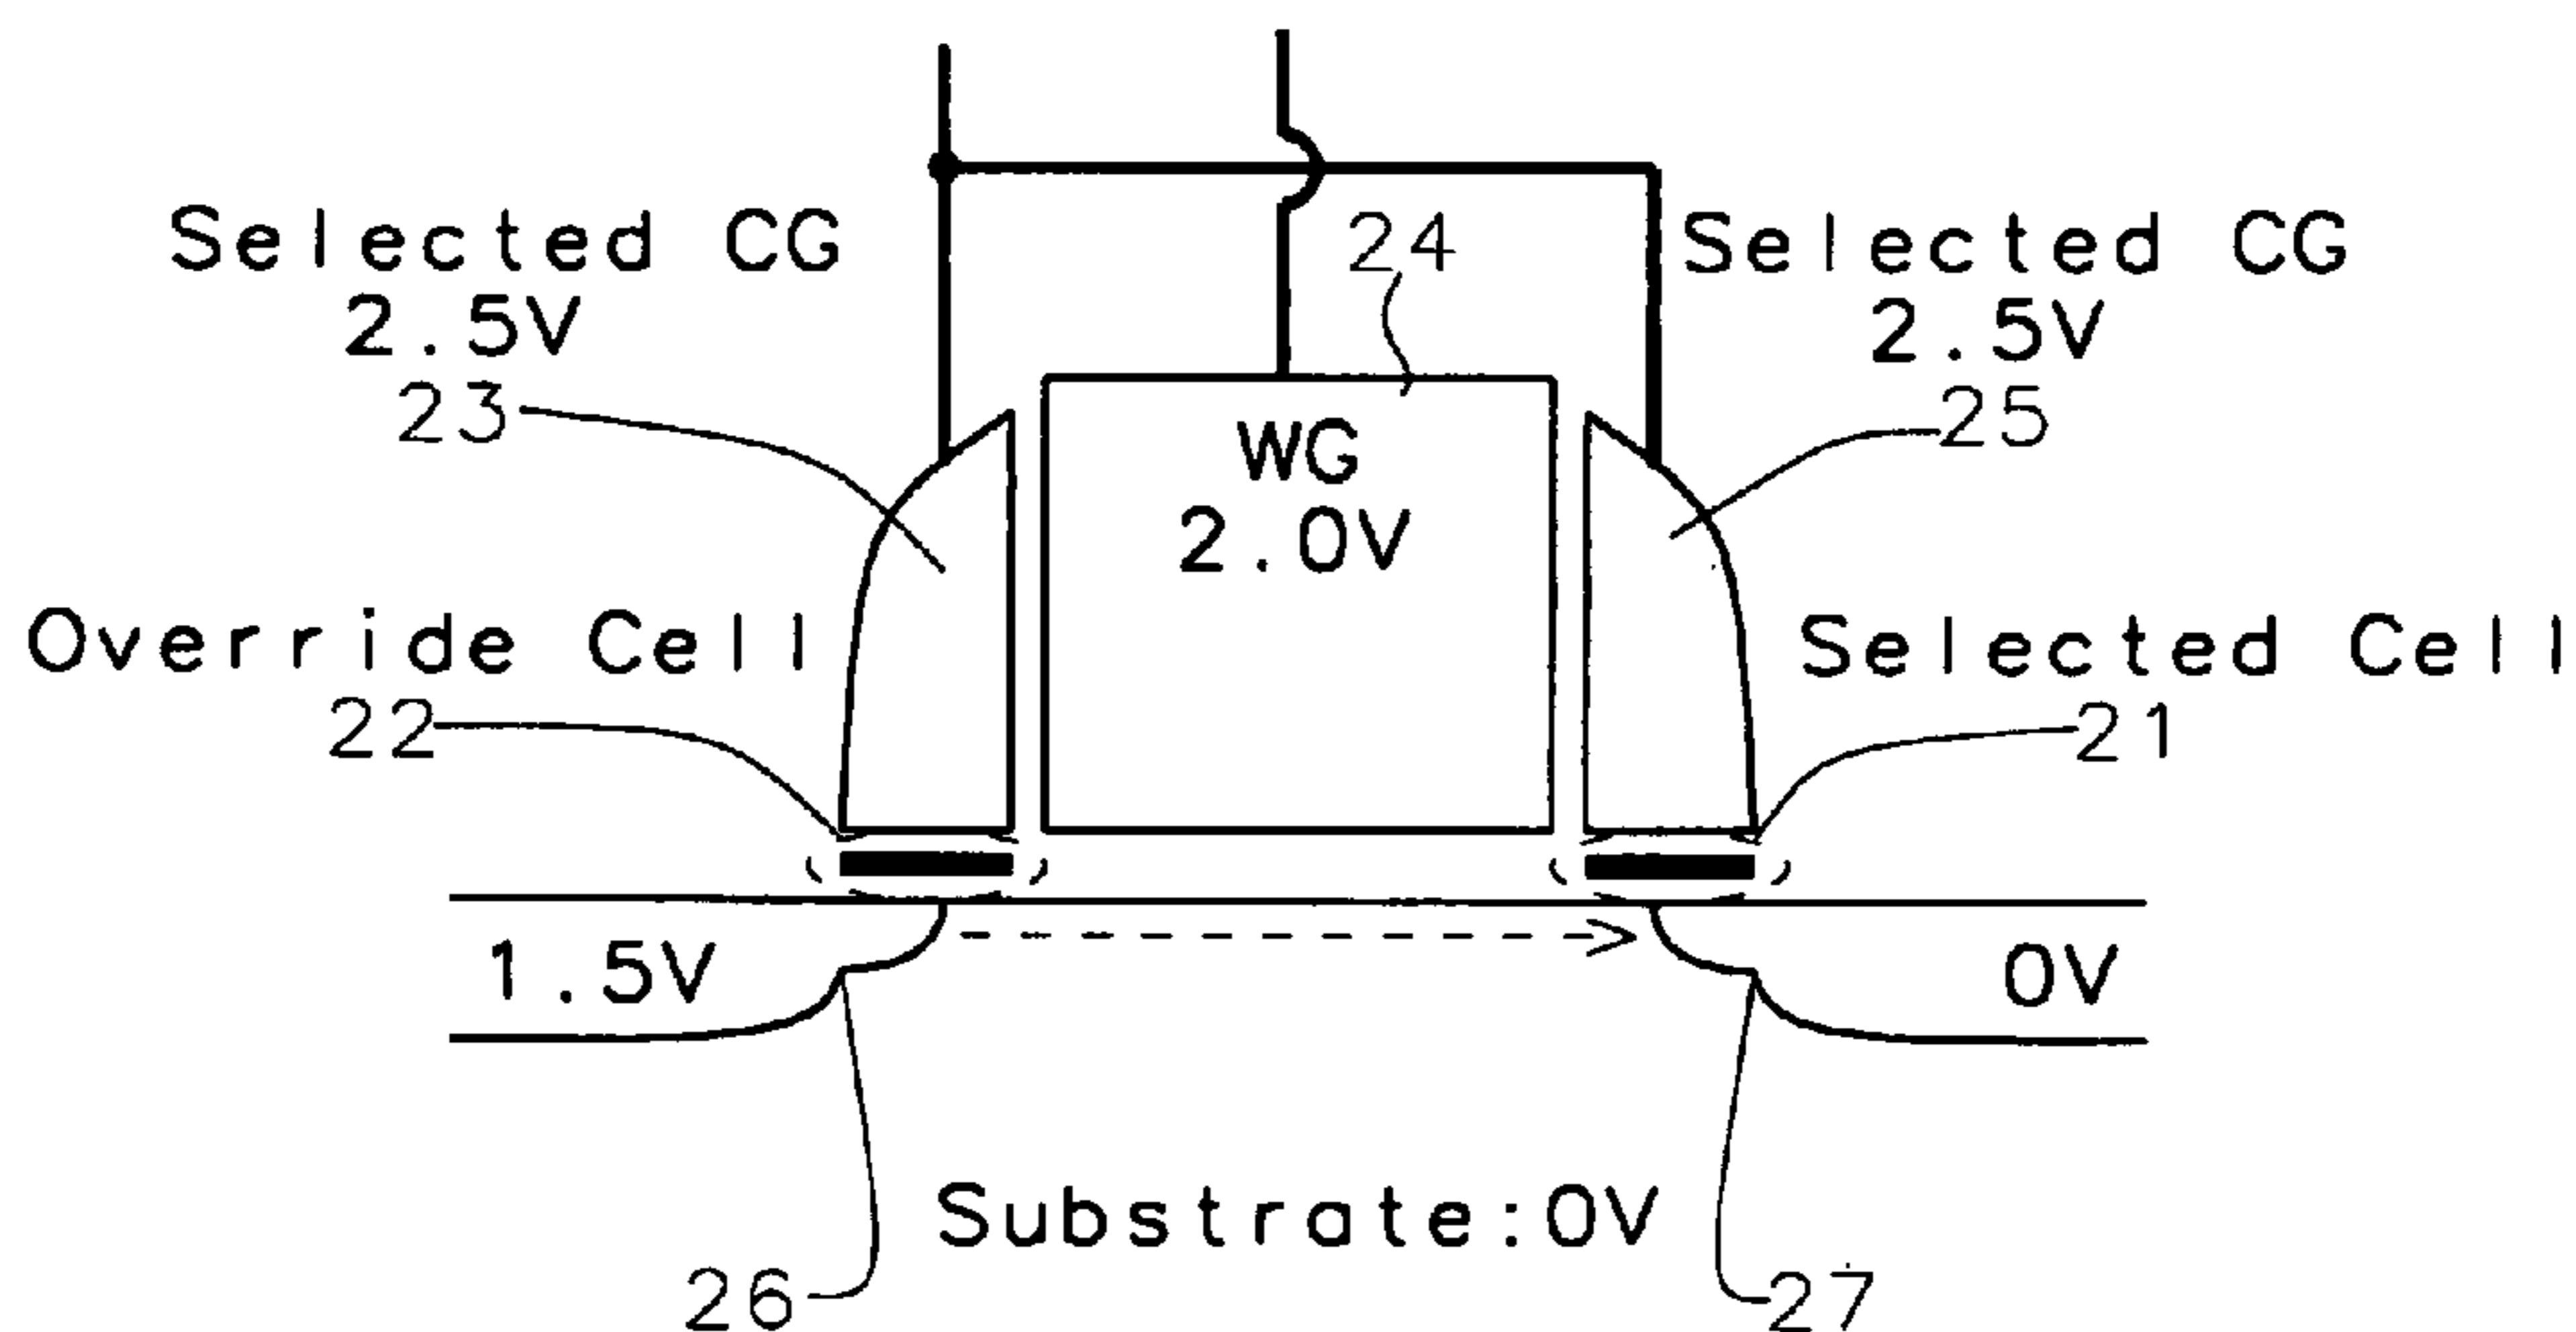 Selected CG
2.5V
23
24
Selected CG
2.5V
25
WG
2.0V
Override Cell
22
Selected Cell
21
1.5V
0V
Substrate:0V
26
27